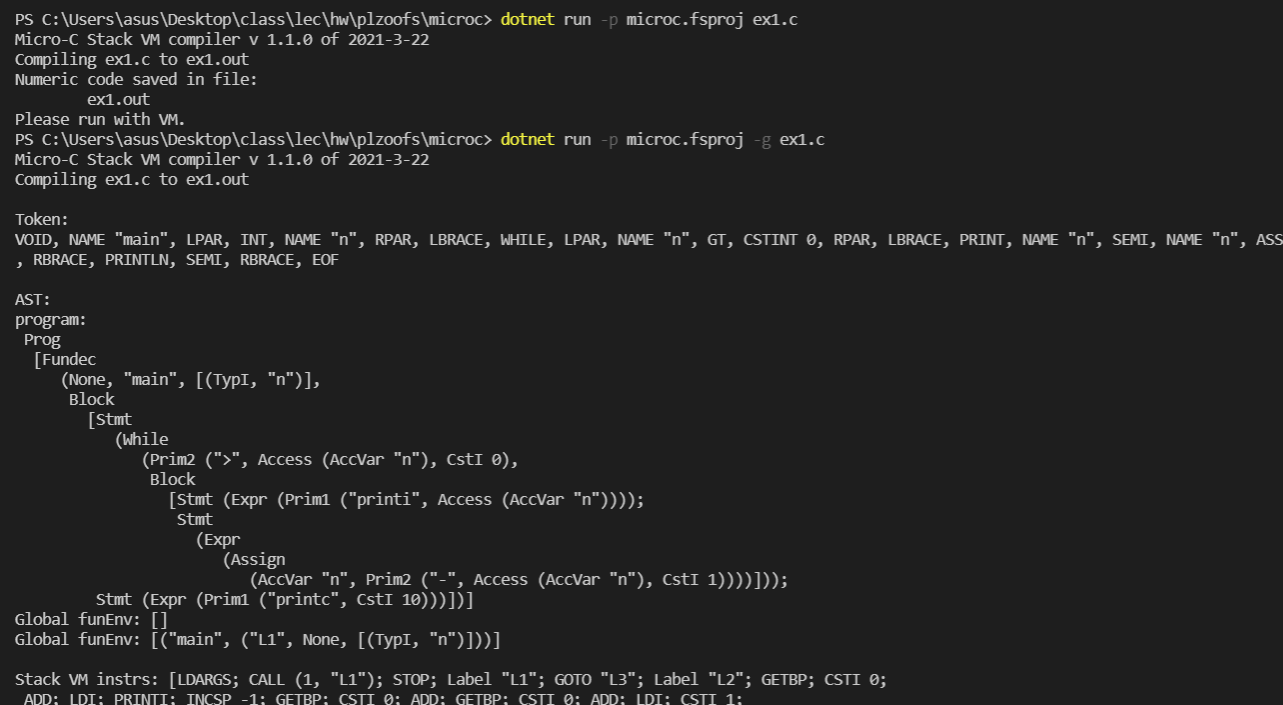 PS C:\Users\asus\Desktop\class\lec\hw\plzoofs\microc> dotnet run -p microc.fsproj ex1.c
Micro-C Stack VM compiler v 1.1.0 of 2021-3-22
Compiling ex1.c to ex1.out
Numeric code saved in file:
        ex1.out
Please run with VM.
PS C:\Users\asus\Desktop\class\lec\hw\plzoofs\microc> dotnet run -p microc.fsproj -g ex1.c
Micro-C Stack VM compiler v 1.1.0 of 2021-3-22
Compiling ex1.c to ex1.out

Token:
VOID, NAME "main", LPAR, INT, NAME "n", RPAR, LBRACE, WHILE, LPAR, NAME "n", GT, CSTINT 0, RPAR, LBRACE, PRINT, NAME "n", SEMI, NAME "n", ASS
, RBRACE, PRINTLN, SEMI, RBRACE, EOF

AST:
program:
 Prog
  [Fundec
     (None, "main", [(TypI, "n")],
      Block
        [Stmt
           (While
              (Prim2 (">", Access (AccVar "n"), CstI 0),
               Block
                 [Stmt (Expr (Prim1 ("printi", Access (AccVar "n"))));
                  Stmt
                    (Expr
                       (Assign
                          (AccVar "n", Prim2 ("-", Access (AccVar "n"), CstI 1))))]));
         Stmt (Expr (Prim1 ("printc", CstI 10)))])]
Global funEnv: []
Global funEnv: [("main", ("L1", None, [(TypI, "n")]))]

Stack VM instrs: [LDARGS; CALL (1, "L1"); STOP; Label "L1"; GOTO "L3"; Label "L2"; GETBP; CSTI 0;
 ADD; LDI; PRINTI; INCSP -1; GETBP; CSTI 0; ADD; GETBP; CSTI 0; ADD; LDI; CSTI 1;